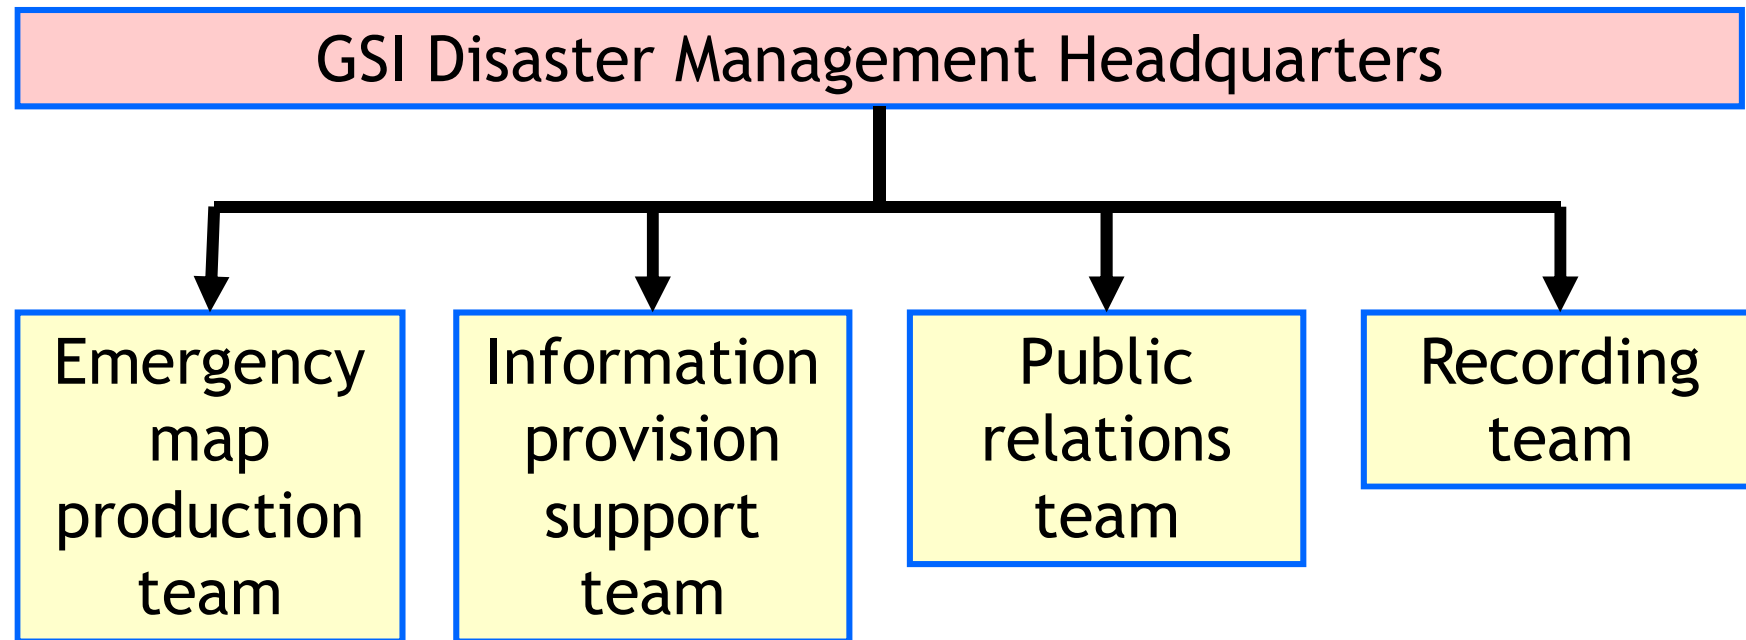 GSI Disaster Management Headquarters
Emergency
map
production
team
Information
provision
support
team
Public
relations
team
Recording
team